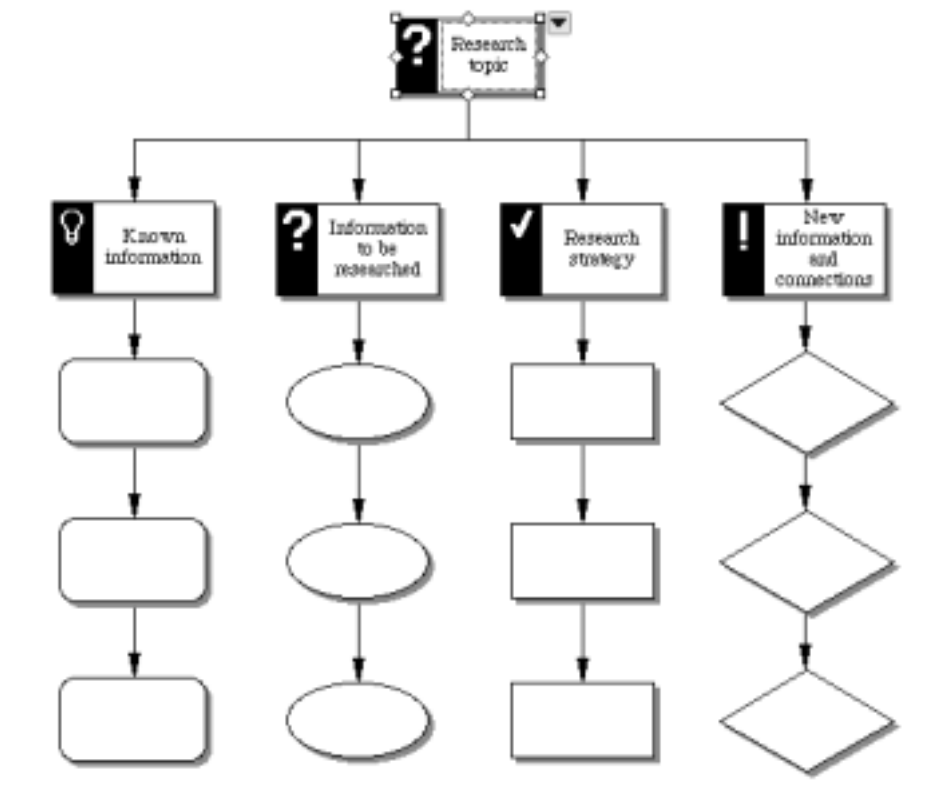 ?
Research
topic
Known
information
?
Information
to be
researched
Research
strategy
!
New
information
and
connections